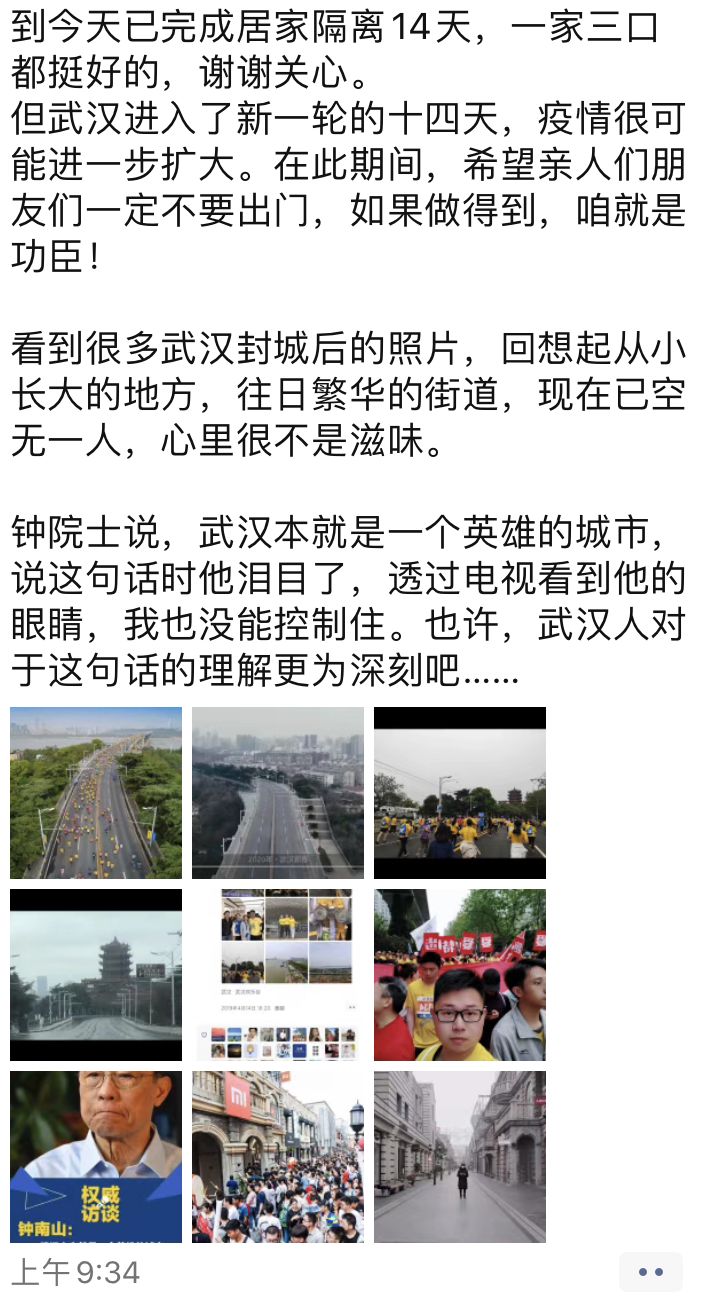 到今天已完成居家隔离14天，一家三口
都挺好的，谢谢关心。
但武汉进入了新一轮的十四天，疫情很可
能进一步扩大。在此期间，希望亲人们朋
友们一定不要出门，如果做得到，咱就是
功臣！
看到很多武汉封城后的照片，回想起从小
长大的地方，往日繁华的街道，现在已空
无一人，心里很不是滋味。
钟院士说，武汉本就是一个英雄的城市，
说这句话时他泪目了，透过电视看到他的
眼睛，我也没能控制住。也许，武汉人对
于这句话的理解更为深刻吧……
权威
访谈
钟南山：
mi
上午9:34